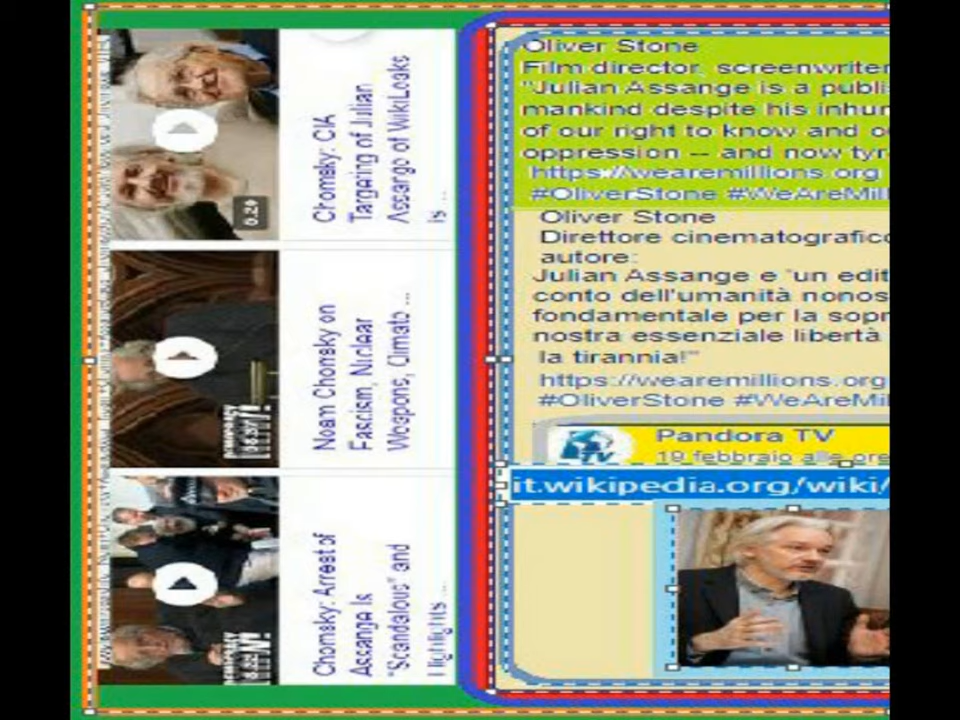 Chomsky: CIA
Targering of Julian
Assange of WikiLeaks
Is ...
Noam Chomsky on
Fascism, Nuclear
Weapons, Climate ...
Chomsky: Arrest of
Assange Is
"Scandalous" and
Highlights ...
Oliver Stone
Film director, screenwriter
"Julian Assange is a publi
mankind despite his inhum
of our right to know and o
oppression -- and now tyr
https://wearemillions.org
#OliverStone #WeAreMill
Oliver Stone
Direttore cinematografico
autore:
Julian Assange e 'un edit
conto dell'umanità nonos
fondamentale per la sopr
nostra essenziale libertà
la tirannia!"
https://wearemillions.org
#OliverStone #WeAreMil
Pandora TV
19 febbraio alle ore
it.wikipedia.org/wiki/